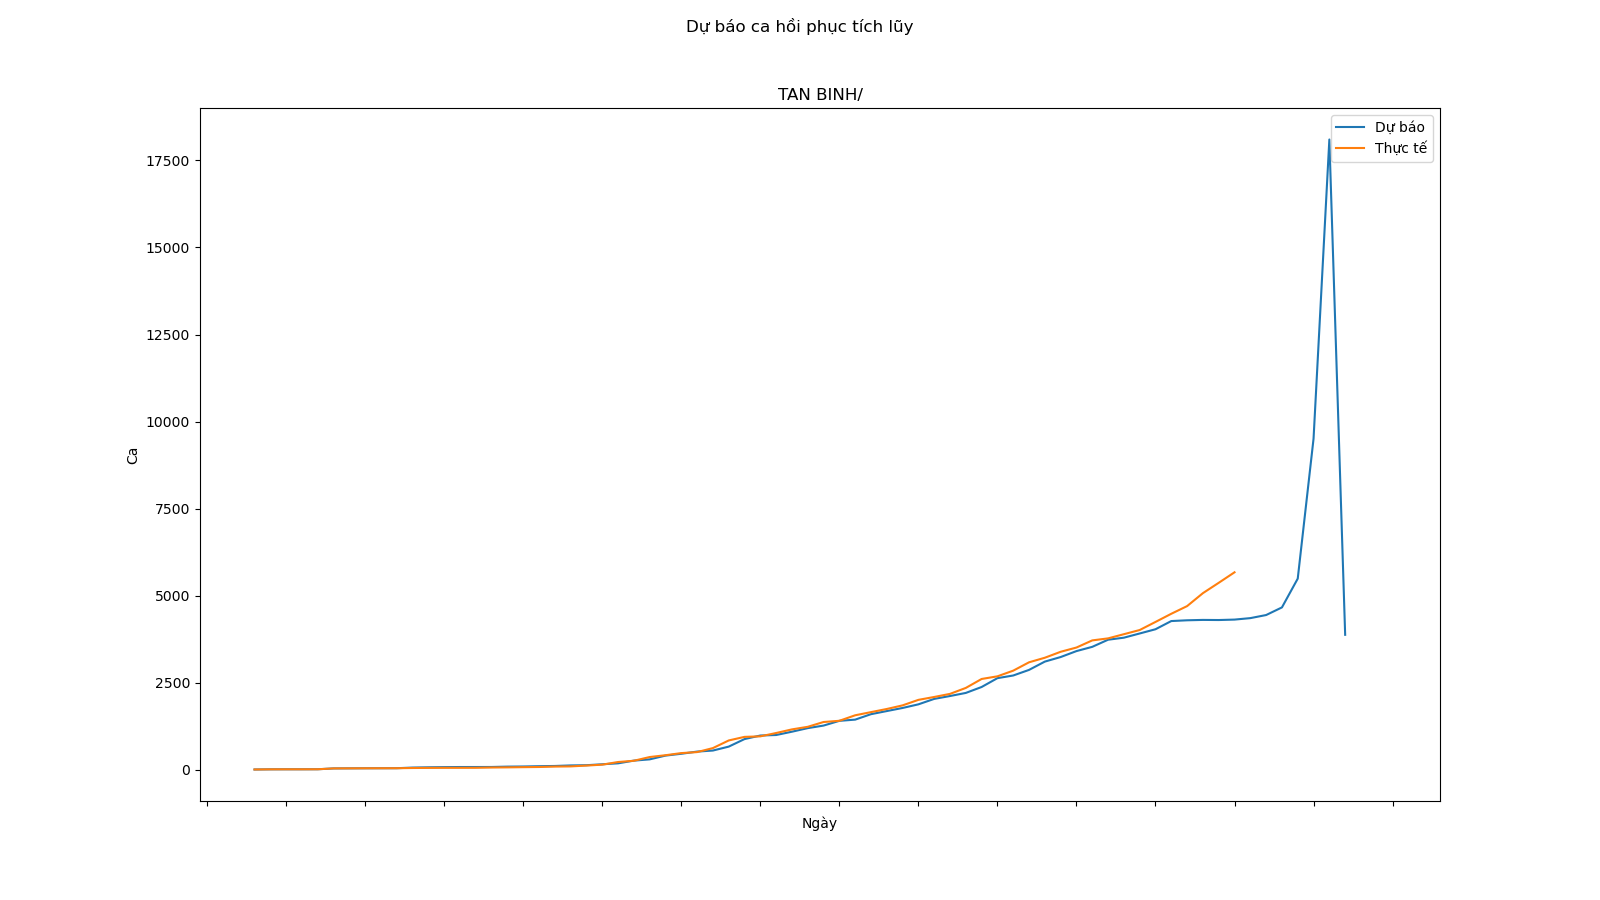 Dự báo ca hồi phục tích lũy
TAN BINH/
Dự báo
Thực tế
17500
15000
12500
10000
7500
5000
2500
0
Ca
Ngày